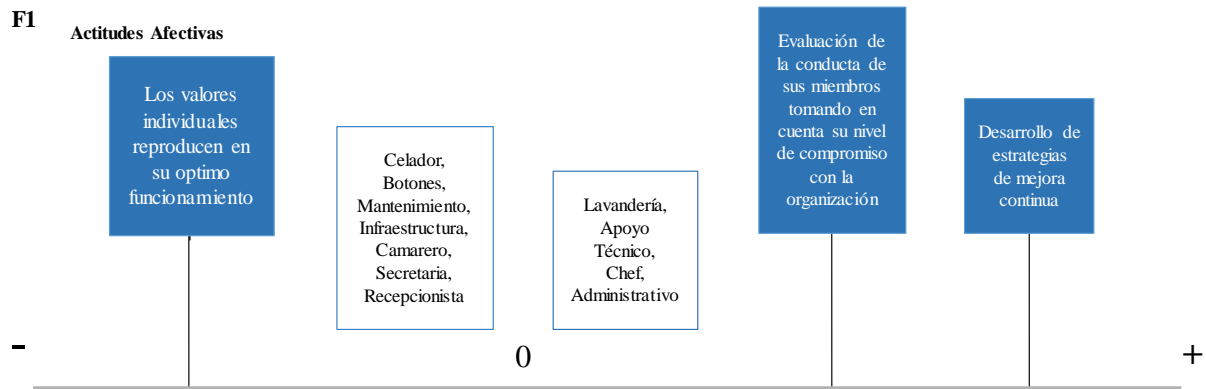 F1
Actitudes Afectivas
Los valores
individuales
reproducen en
su optimo
funcionamiento
Celador,
Botones,
Mantenimiento,
Infraestructura,
Camarero,
Secretaria,
Recepcionista
Lavandería,
Apoyo
Técnico,
Chef,
Administrativo
Evaluación de
la conducta de
sus miembros
tomando en
cuenta su nivel
de compromiso
con la
organización
Desarrollo de
estrategias
de mejora
continua
-
0
+